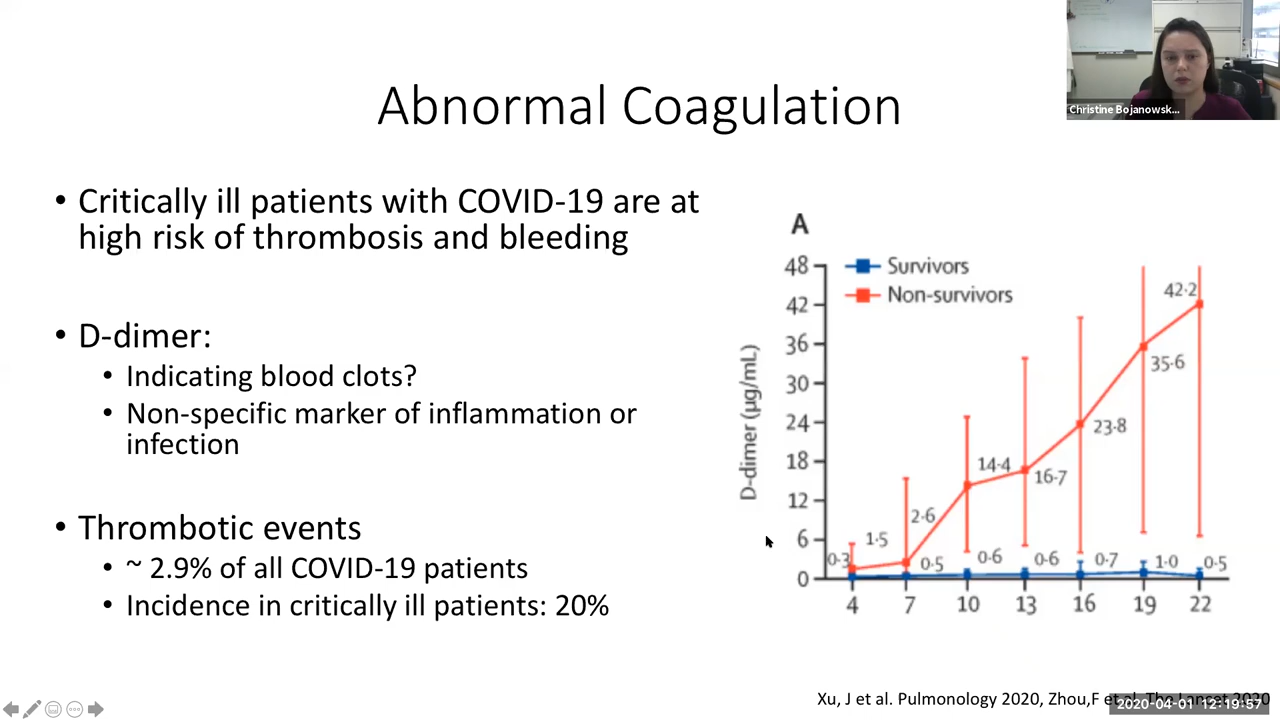 Christine Bojanowsk...
Abnormal Coagulation
• Critically ill patients with COVID-19 are at
high risk of thrombosis and bleeding
• D-dimer:
• Indicating blood clots?
• Non-specific marker of inflammation or
infection
• Thrombotic events
• ~ 2.9% of all COVID-19 patients
• Incidence in critically ill patients: 20%
A
Survivors
Non-survivors
D-dimer (µg/mL)
48
42
36
30
24
18
12
6
0
42·2
35·6
23·8
14·4
16·7
2·6
1·5
0·3
0·5
0·6
0·6
0·7
1·0
0·5
4 7 10 13 16 19 22
Xu, J et al. Pulmonology 2020, Zhou,F et al. The Lancet 2020
2020-04-01 12:19:57